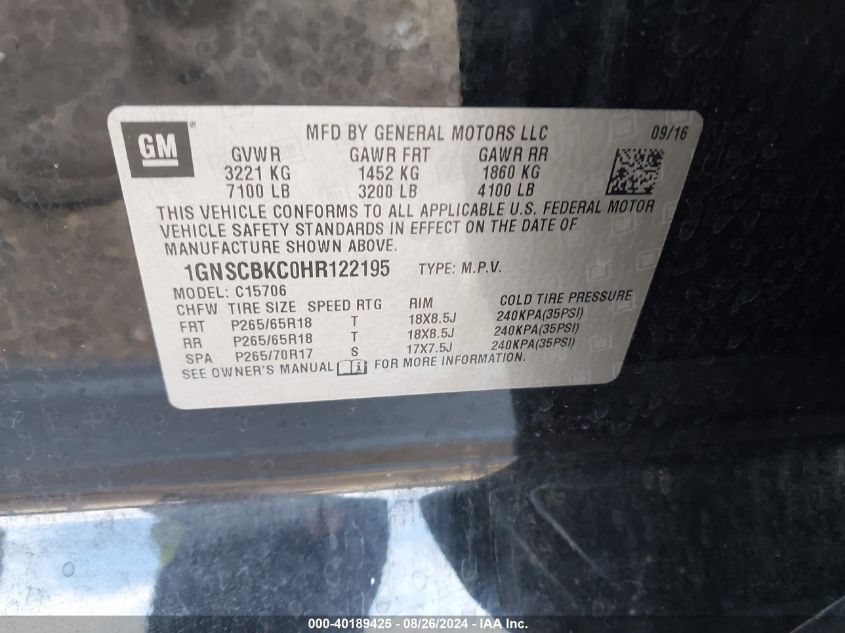 GM
MFD BY GENERAL MOTORS LLC 09/16
GVWR GAWR FRT GAWR RR
3221 KG 1452 KG 1860 KG
7100 LB 3200 LB 4100 LB
THIS VEHICLE CONFORMS TO ALL APPLICABLE U.S. FEDERAL MOTOR
VEHICLE SAFETY STANDARDS IN EFFECT ON THE DATE OF
MANUFACTURE SHOWN ABOVE.
1GNSCBKC0HR122195 TYPE: M.P.V.
MODEL: C15706
CHFW TIRE SIZE SPEED RTG RIM COLD TIRE PRESSURE
FRT P265/65R18 T 18X8.5J 240KPA(35PSI)
RR P265/65R18 T 18X8.5J 240KPA(35PSI)
SPA P265/70R17 S 17X7.5J 240KPA(35PSI)
SEE OWNER'S MANUAL FOR MORE INFORMATION.
000-40189425 - 08/26/2024 - IAA Inc.